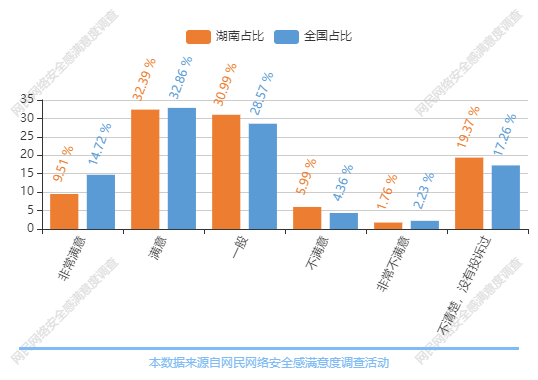 网民网络安全感满意度调查
网民网络安全感满意度调查
湖南占比 全国占比
9.51 % 14.72 % 32.39 % 32.86 % 30.99 % 28.57 % 5.99 % 4.36 % 1.76 % 2.23 % 19.37 % 17.26 %
35
30
25
20
15
10
5
0
非常满意 满意 一般 不满意 非常不满意 不清楚，没有投诉过
网民网络安全感满意度调查
网民网络安全感满意度调查
本数据来源自网民网络安全感满意度调查活动